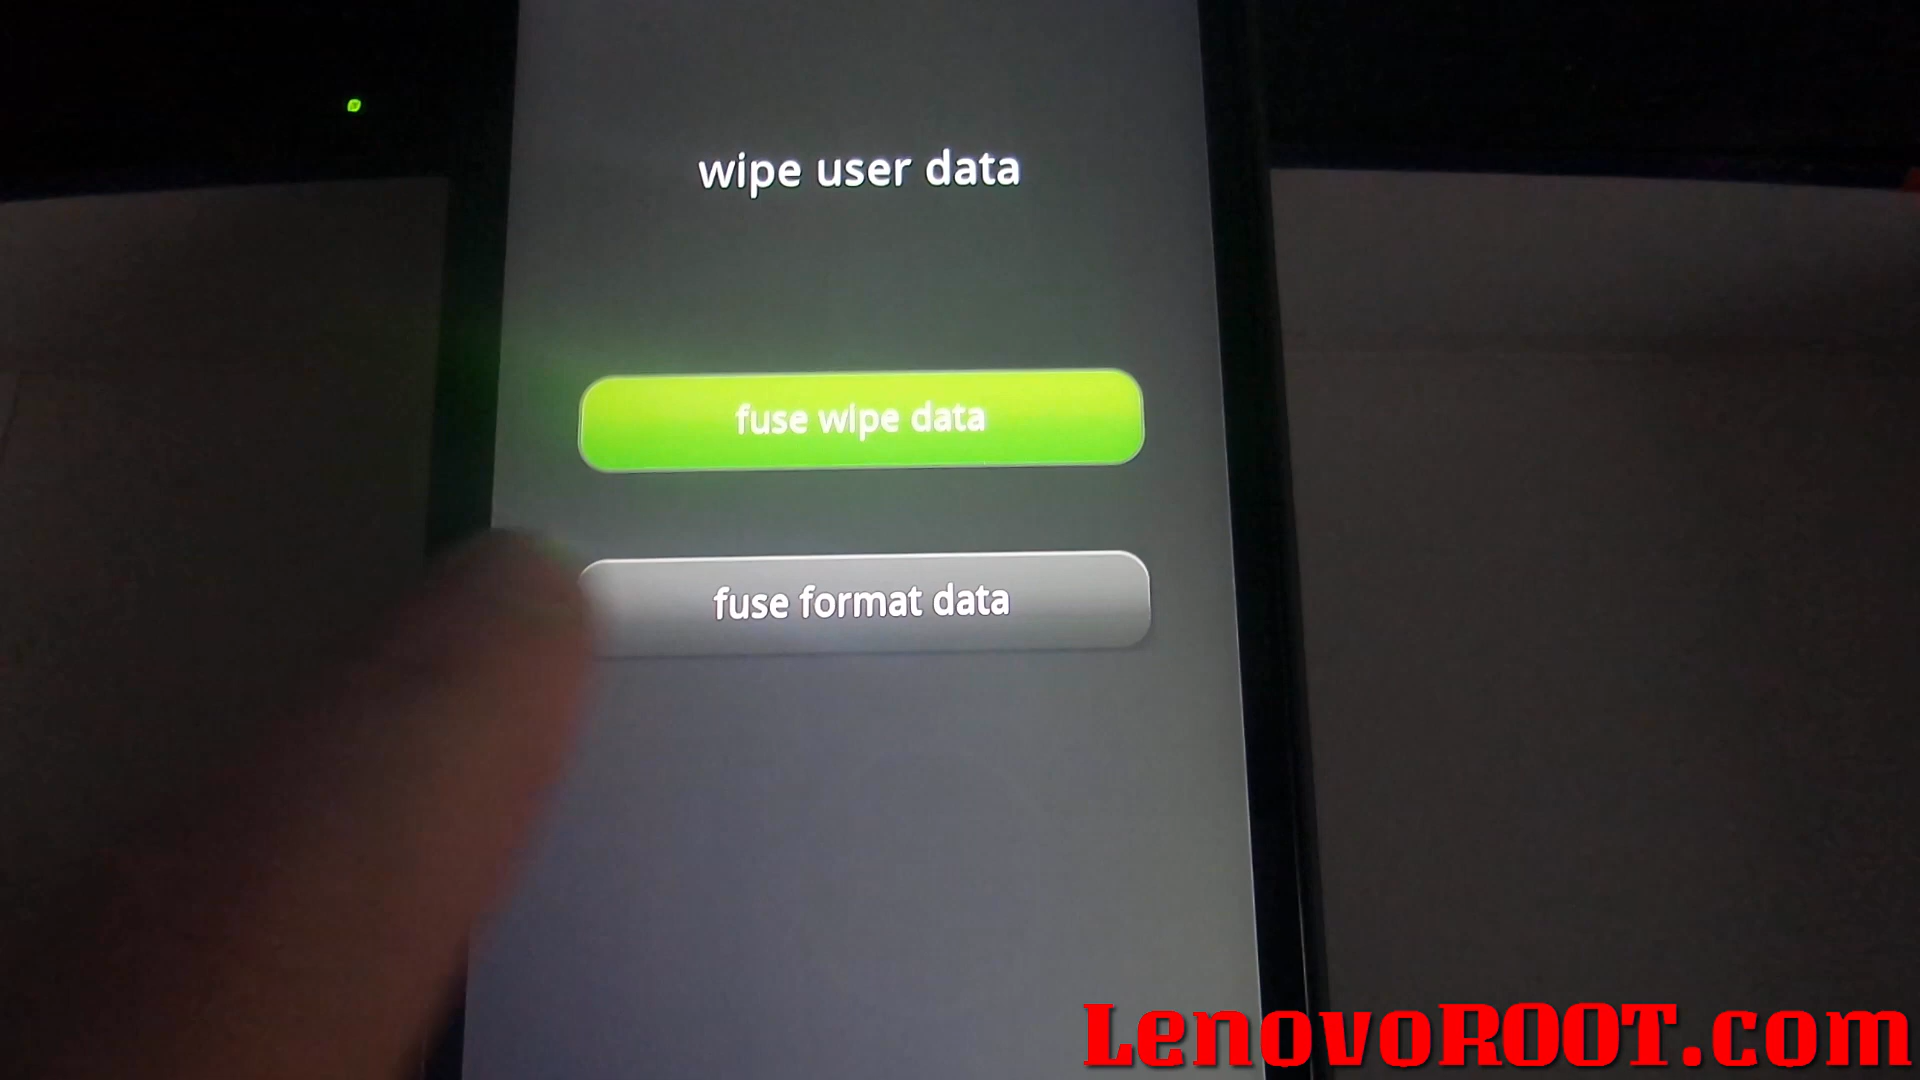 wipe user data
fuse wipe data
fuse format data
LenovoROOT.com